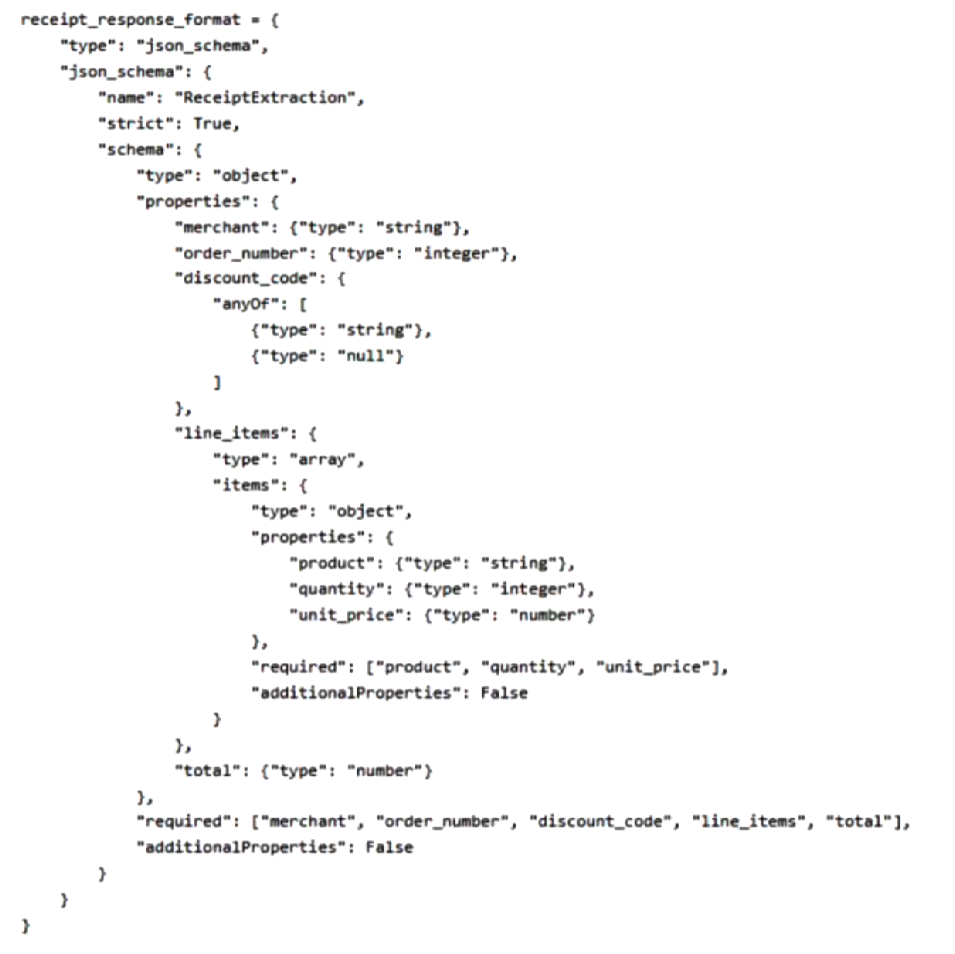 receipt_response_format = {
    "type": "json_schema",
    "json_schema": {
        "name": "ReceiptExtraction",
        "strict": True,
        "schema": {
            "type": "object",
            "properties": {
                "merchant": {"type": "string"},
                "order_number": {"type": "integer"},
                "discount_code": {
                    "anyOf": [
                        {"type": "string"},
                        {"type": "null"}
                    ]
                },
                "line_items": {
                    "type": "array",
                    "items": {
                        "type": "object",
                        "properties": {
                            "product": {"type": "string"},
                            "quantity": {"type": "integer"},
                            "unit_price": {"type": "number"}
                        },
                        "required": ["product", "quantity", "unit_price"],
                        "additionalProperties": False
                    }
                },
                "total": {"type": "number"}
            },
            "required": ["merchant", "order_number", "discount_code", "line_items", "total"],
            "additionalProperties": False
        }
    }
}